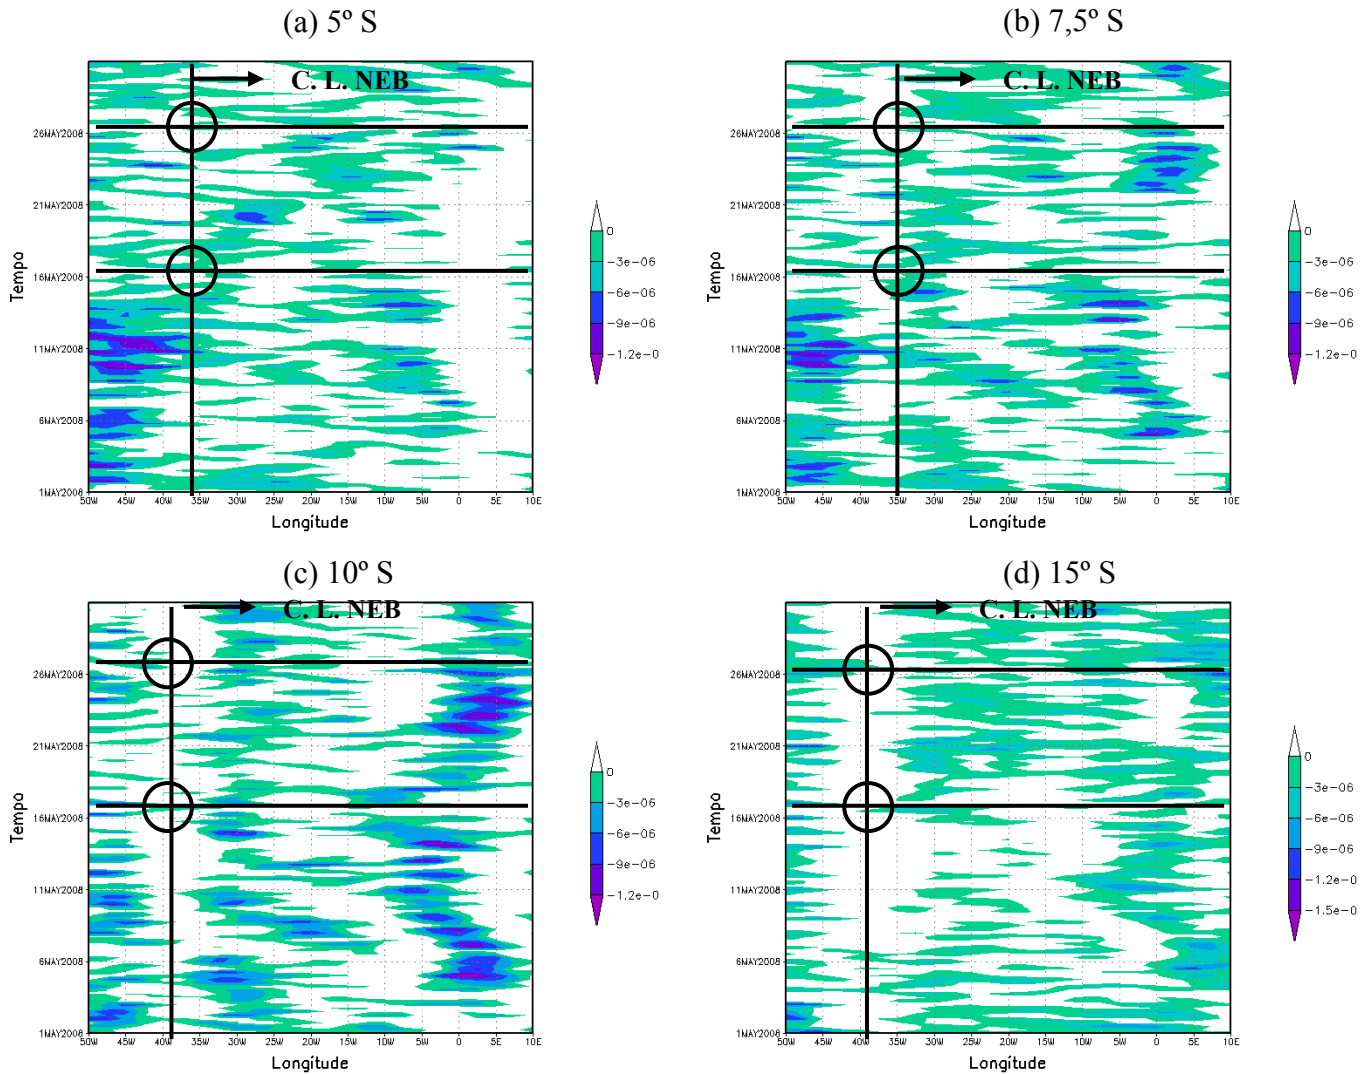 (a) 5º S
C. L. NEB
26MAY2008
21MAY2008
16MAY2008
11MAY2008
6MAY2008
1MAY2008
Tempo
50W 45W 40W 35W 30W 25W 20W 15W 10W 5W 0 5E 10E
Longitude
0
-3e-06
-6e-06
-9e-06
-1.2e-0
(b) 7,5º S
C. L. NEB
26MAY2008
21MAY2008
16MAY2008
11MAY2008
6MAY2008
1MAY2008
Tempo
50W 45W 40W 35W 30W 25W 20W 15W 10W 5W 0 5E 10E
Longitude
0
-3e-06
-6e-06
-9e-06
-1.2e-0
(c) 10º S
C. L. NEB
26MAY2008
21MAY2008
16MAY2008
11MAY2008
6MAY2008
1MAY2008
Tempo
50W 45W 40W 35W 30W 25W 20W 15W 10W 5W 0 5E 10E
Longitude
0
-3e-06
-6e-06
-9e-06
-1.2e-0
(d) 15º S
C. L. NEB
26MAY2008
21MAY2008
16MAY2008
11MAY2008
6MAY2008
1MAY2008
Tempo
50W 45W 40W 35W 30W 25W 20W 15W 10W 5W 0 5E 10E
Longitude
0
-3e-06
-6e-06
-9e-06
-1.2e-0
-1.5e-0